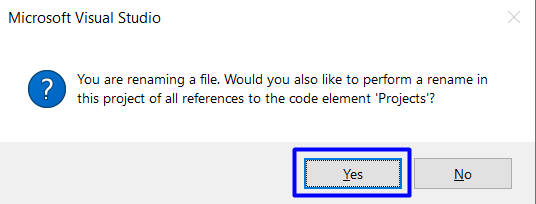 Microsoft Visual Studio
?
You are renaming a file. Would you also like to perform a rename in
this project of all references to the code element 'Projects'?
Yes
No